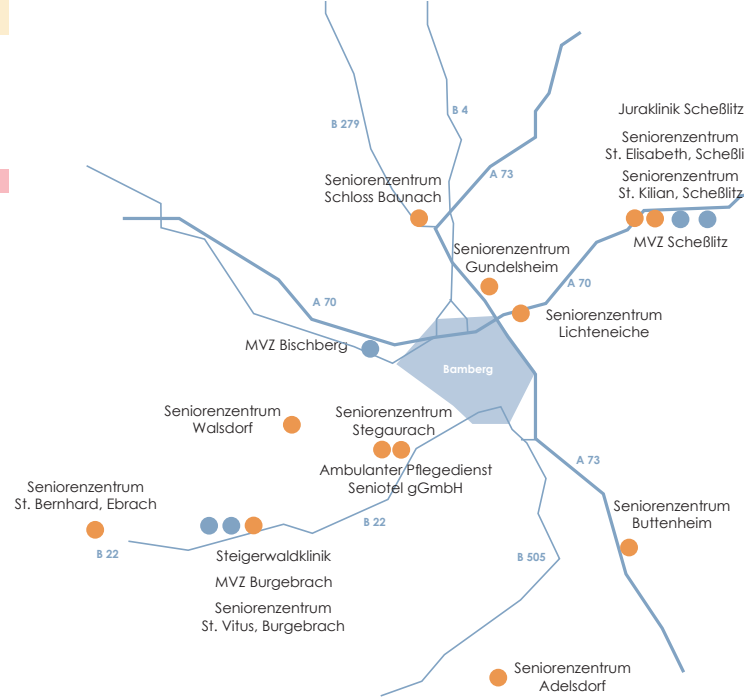 B 279
B 4
Juraklinik Scheßlitz
Seniorenzentrum
St. Elisabeth, Scheßli
Seniorenzentrum
St. Kilian, Scheßlitz
MVZ Scheßlitz
A 73
Seniorenzentrum
Schloss Baunach
Seniorenzentrum
Gundelsheim
A 70
A 70
Seniorenzentrum
Lichteneiche
MVZ Bischberg
Bamberg
Seniorenzentrum
Walsdorf
Seniorenzentrum
Stegaurach
Ambulanter Pflegedienst
Seniotel gGmbH
A 73
Seniorenzentrum
St. Bernhard, Ebrach
B 22
B 22
Steigerwaldklinik
MVZ Burgebrach
Seniorenzentrum
St. Vitus, Burgebrach
Seniorenzentrum
Buttenheim
B 505
Seniorenzentrum
Adelsdorf